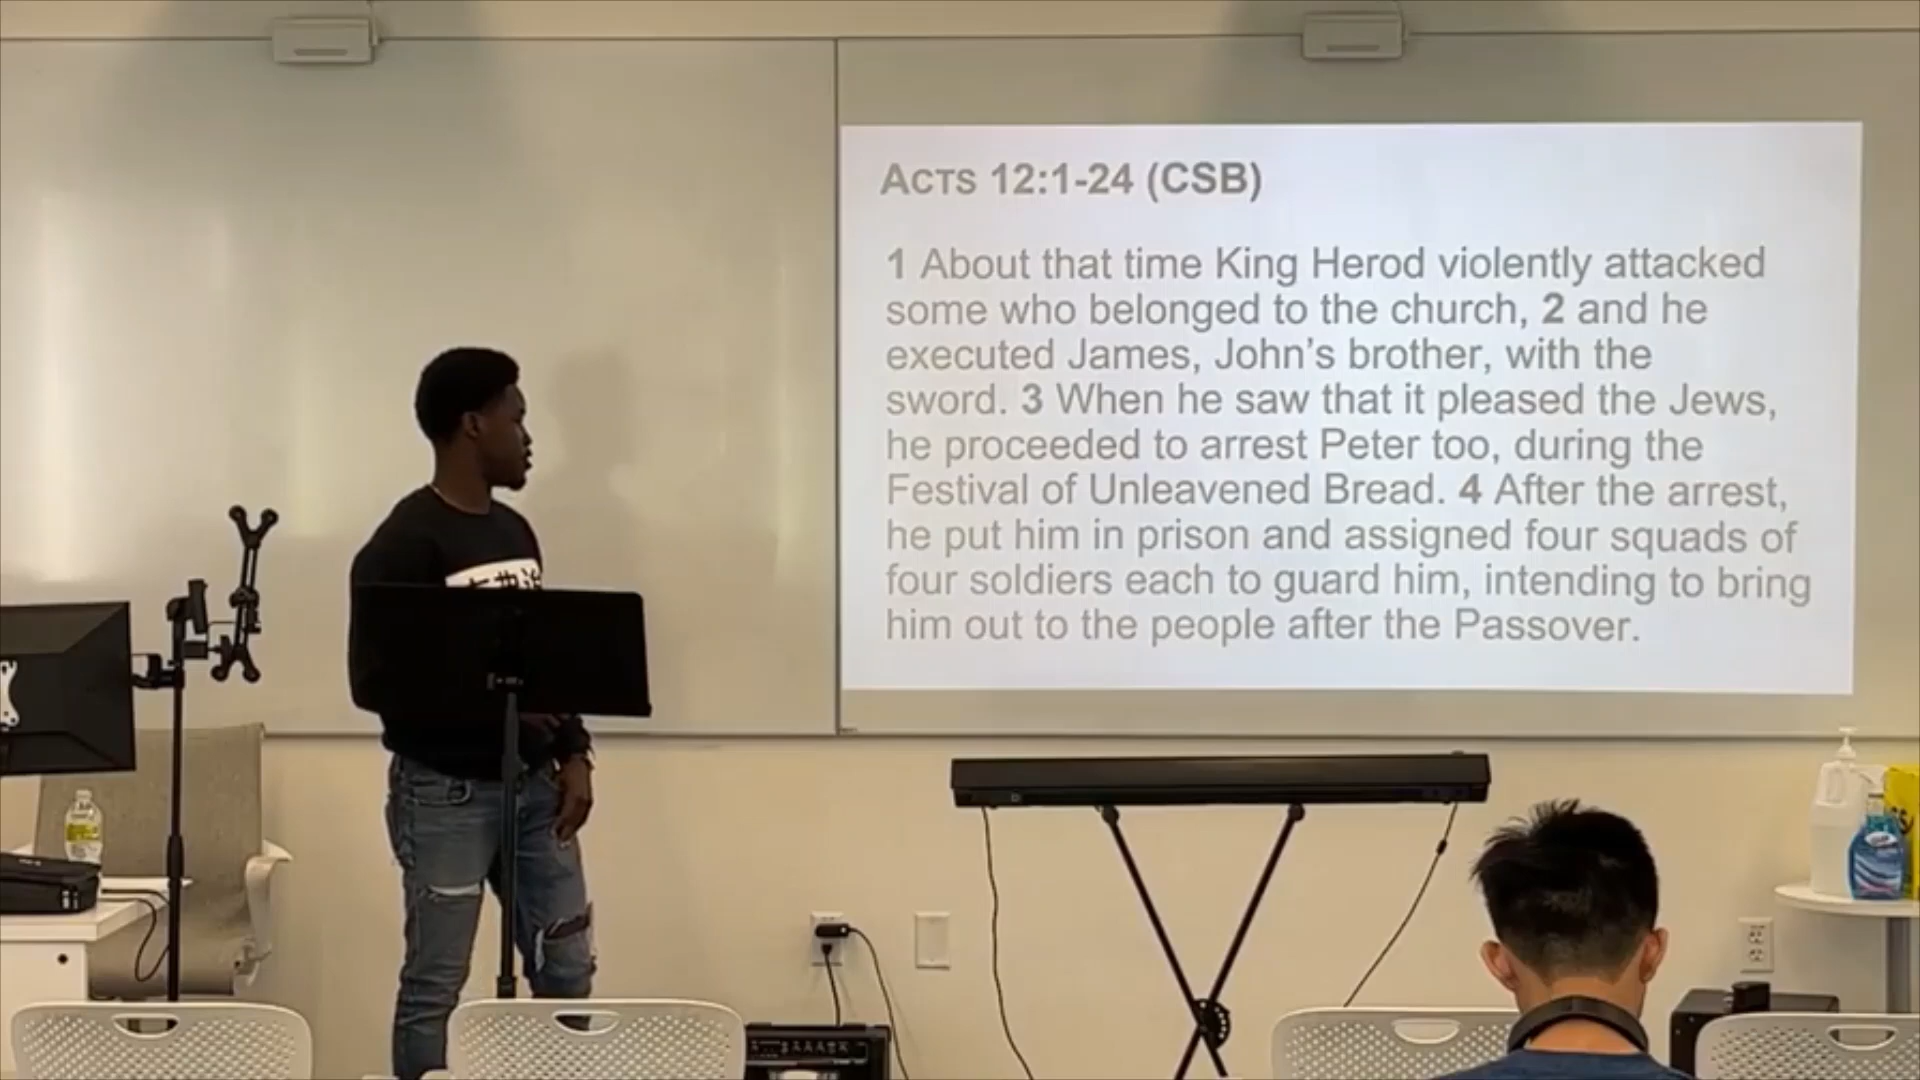 ACTS 12:1-24 (CSB)
1 About that time King Herod violently attacked
some who belonged to the church, 2 and he
executed James, John’s brother, with the
sword. 3 When he saw that it pleased the Jews,
he proceeded to arrest Peter too, during the
Festival of Unleavened Bread. 4 After the arrest,
he put him in prison and assigned four squads of
four soldiers each to guard him, intending to bring
him out to the people after the Passover.